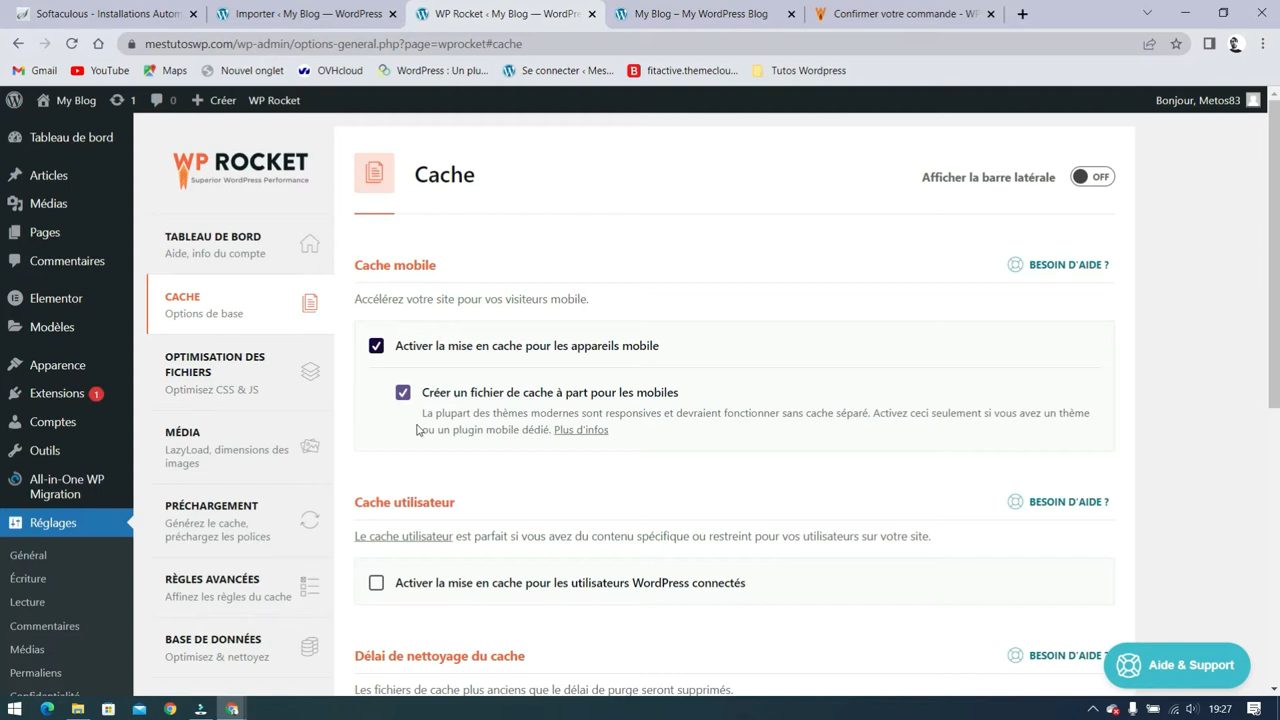 Softaculous - Installations Autom
Importer ‹ My Blog — WordPress
WP Rocket ‹ My Blog — WordPre
My Blog – My WordPress Blog
Confirmer votre commande - WP
mestutoswp.com/wp-admin/options-general.php?page=wprocket#cache
Gmail
YouTube
Maps
Nouvel onglet
OVHcloud
WordPress : Un plu...
Se connecter ‹ Mes...
fitactive.themeclou...
Tutos Wordpress
My Blog
1
0
Créer
WP Rocket
Bonjour, Metos83
Tableau de bord
Articles
Médias
Pages
Commentaires
Elementor
Modèles
Apparence
Extensions 1
Comptes
Outils
All-in-One WP
Migration
Réglages
Général
Écriture
Lecture
Commentaires
Médias
Permaliens
Confidentialité
WP ROCKET
Superior WordPress Performance
TABLEAU DE BORD
Aide, info du compte
CACHE
Options de base
OPTIMISATION DES
FICHIERS
Optimisez CSS & JS
MÉDIA
LazyLoad, dimensions des
images
PRÉCHARGEMENT
Générez le cache,
préchargez les polices
RÈGLES AVANCÉES
Affinez les règles du cache
BASE DE DONNÉES
Optimisez & nettoyez
Cache
Afficher la barre latérale
OFF
Cache mobile
BESOIN D'AIDE ?
Accélérez votre site pour vos visiteurs mobile.
Activer la mise en cache pour les appareils mobile
Créer un fichier de cache à part pour les mobiles
La plupart des thèmes modernes sont responsives et devraient fonctionner sans cache séparé. Activez ceci seulement si vous avez un thème
ou un plugin mobile dédié. Plus d'infos
Cache utilisateur
BESOIN D'AIDE ?
Le cache utilisateur est parfait si vous avez du contenu spécifique ou restreint pour vos utilisateurs sur votre site.
Activer la mise en cache pour les utilisateurs WordPress connectés
Délai de nettoyage du cache
BESOIN D'AIDE ?
Les fichiers de cache plus anciens que le délai de purge seront supprimés.
Aide & Support
19:27